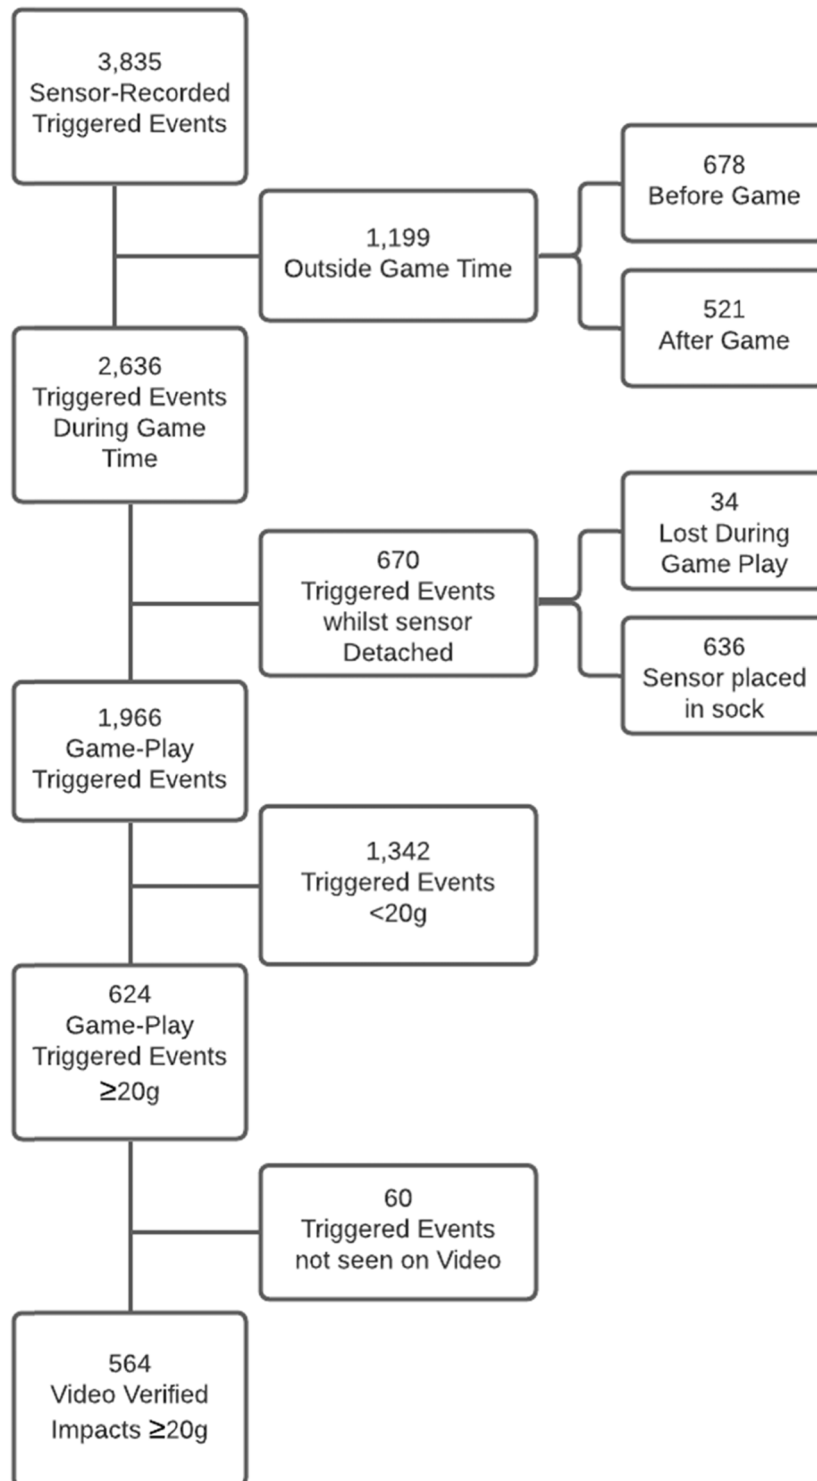 3,835
Sensor-Recorded
Triggered Events
678
Before Game
1,199
Outside Game Time
521
After Game
2,636
Triggered Events
During Game
Time
34
Lost During
Game Play
670
Triggered Events
whilst sensor
Detached
636
Sensor placed
in sock
1,966
Game-Play
Triggered Events
1,342
Triggered Events
<20g
624
Game-Play
Triggered Events
≥20g
60
Triggered Events
not seen on Video
564
Video Verified
Impacts ≥20g